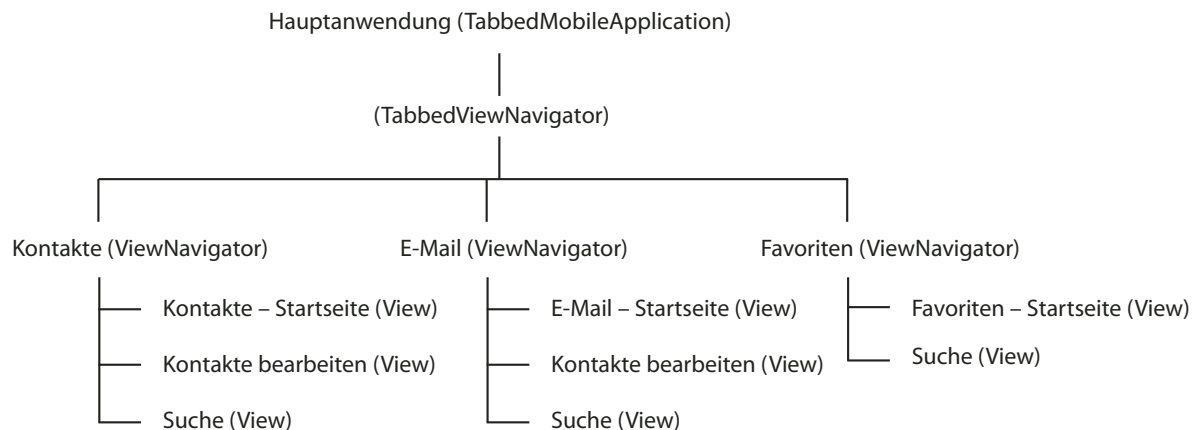 Hauptanwendung (TabbedMobileApplication)
(TabbedViewNavigator)
Kontakte (ViewNavigator)
E-Mail (ViewNavigator)
Favoriten (ViewNavigator)
Kontakte – Startseite (View)
E-Mail – Startseite (View)
Favoriten – Startseite (View)
Kontakte bearbeiten (View)
Kontakte bearbeiten (View)
Suche (View)
Suche (View)
Suche (View)